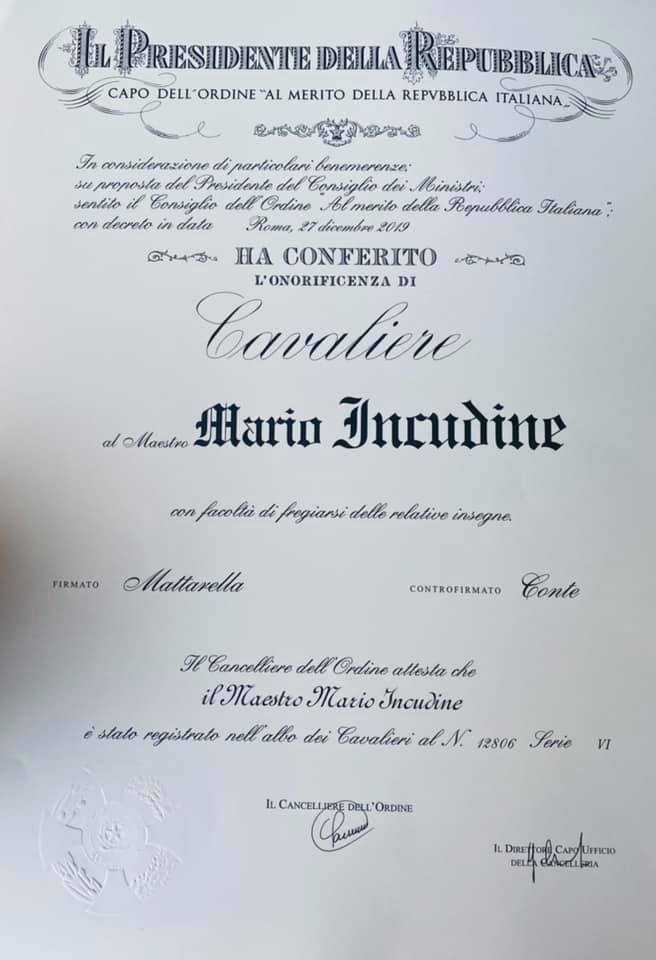 IL PRESIDENTE DELLA REPUBBLICA
CAPO DELL'ORDINE "AL MERITO DELLA REPVBBLICA ITALIANA"
In considerazione di particolari benemerenze;
su proposta del Presidente del Consiglio dei Ministri;
sentito il Consiglio dell'Ordine "Al merito della Repubblica Italiana";
con decreto in data Roma, 27 dicembre 2019
HA CONFERITO
L'ONORIFICENZA DI
Cavaliere
al Maestro Mario Incudine
con facoltà di fregiarsi delle relative insegne.
FIRMATO Mattarella CONTROFIRMATO Conte
Il Cancelliere dell'Ordine attesta che
il Maestro Mario Incudine
è stato registrato nell'albo dei Cavalieri al N. 12806 Serie VI
IL CANCELLIERE DELL'ORDINE
IL DIRETTORE CAPO UFFICIO
DELLA CANCELLERIA